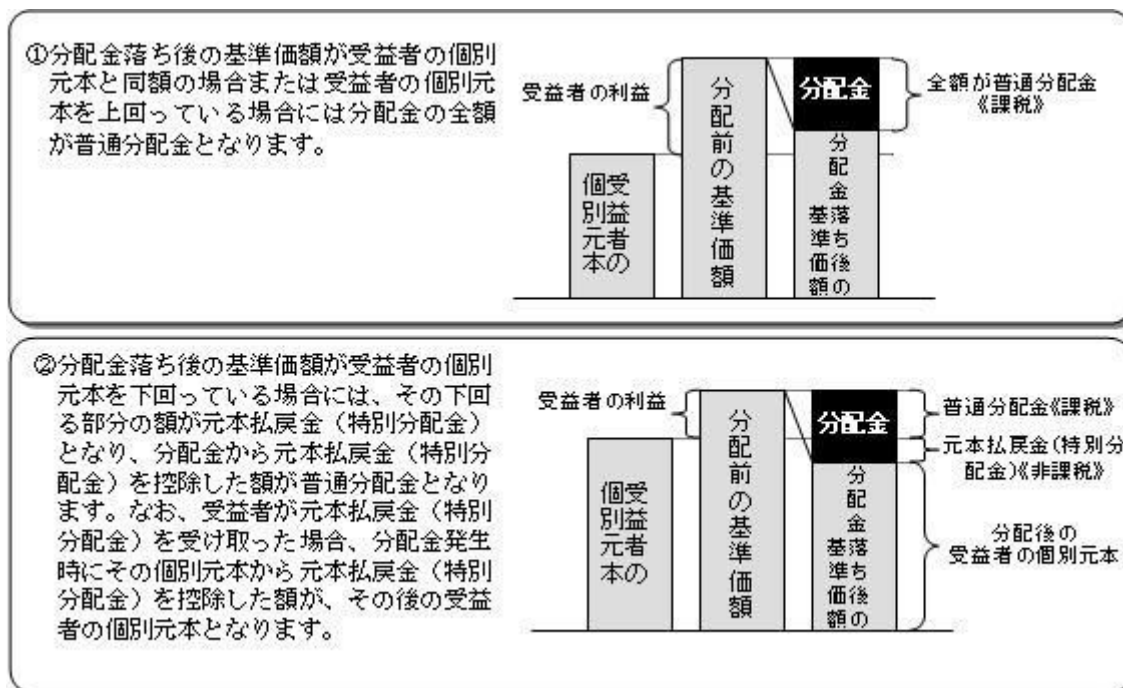 ①分配金落ち後の基準価額が受益者の個別
元本と同額の場合または受益者の個別元
本を上回っている場合には分配金の全額
が普通分配金となります。
受益者の利益
個別元本
受益者の
分配前の基準価額
分配金
分配金落ち後の
基準価額
全額が普通分配金
《課税》
②分配金落ち後の基準価額が受益者の個別
元本を下回っている場合には、その下回
る部分の額が元本払戻金（特別分配金）
となり、分配金から元本払戻金（特別分
配金）を控除した額が普通分配金となり
ます。なお、受益者が元本払戻金（特別
分配金）を受け取った場合、分配金発生
時にその個別元本から元本払戻金（特別
分配金）を控除した額が、その後の受益
者の個別元本となります。
受益者の利益
受益者の
個別元本
分配前の基準価額
分配金
分配金落ち後の
基準価額
普通分配金《課税》
元本払戻金(特別分
配金)《非課税》
分配後の
受益者の個別元本